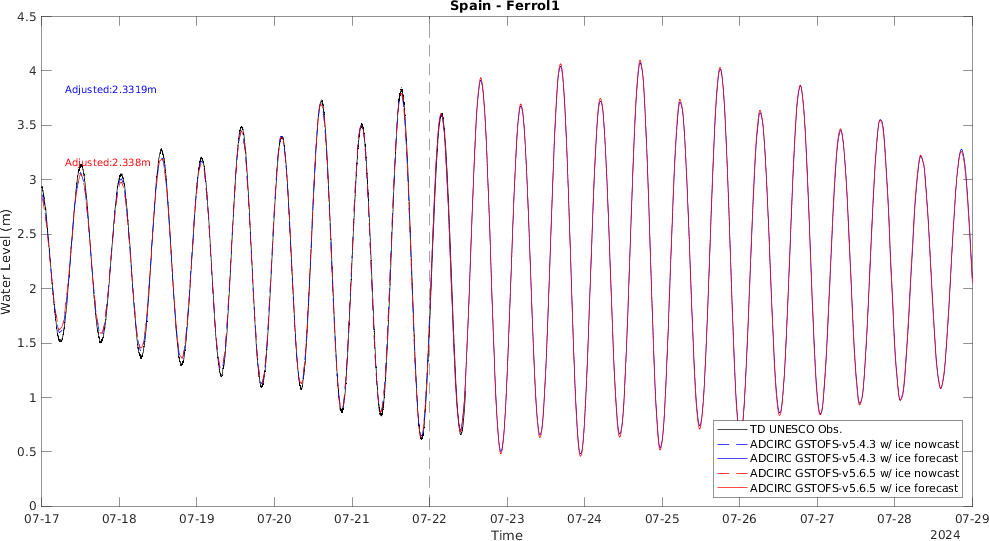 Spain - Ferrol1
4.5
4
3.5
3
2.5
2
1.5
1
0.5
0
Water Level (m)
Adjusted:2.3319m
Adjusted:2.338m
TD UNESCO Obs.
ADCIRC GSTOFS-v5.4.3 w/ ice nowcast
ADCIRC GSTOFS-v5.4.3 w/ ice forecast
ADCIRC GSTOFS-v5.6.5 w/ ice nowcast
ADCIRC GSTOFS-v5.6.5 w/ ice forecast
07-17 07-18 07-19 07-20 07-21 07-22 07-23 07-24 07-25 07-26 07-27 07-28 07-29
Time
2024